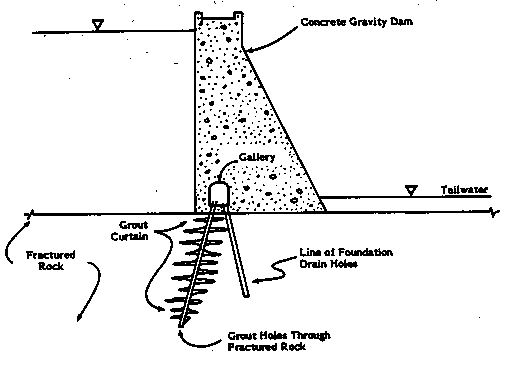 Concrete Gravity Dam
Gallery
Tailwater
Grout
Curtain
Fractured
Rock
Line of Foundation
Drain Holes
Grout Holes Through
Fractured Rock